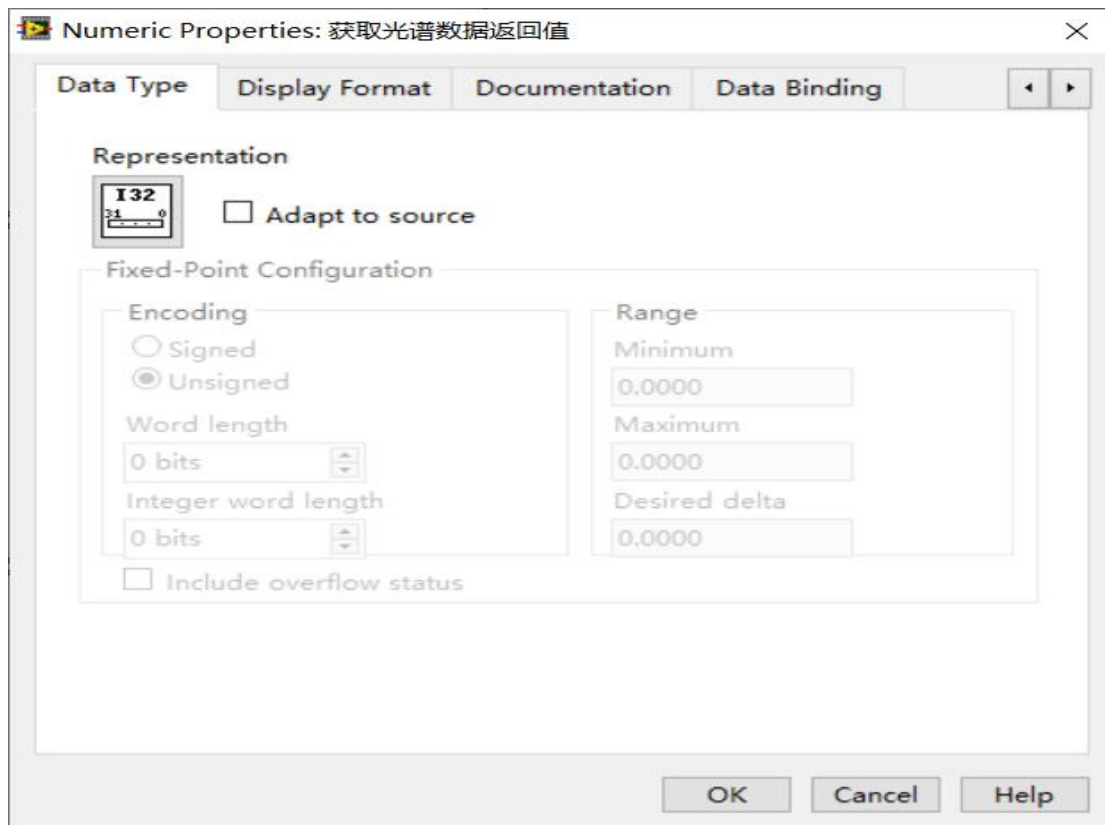 Numeric Properties: 获取光谱数据返回值
Data Type Display Format Documentation Data Binding
Representation
I32
31 0
Adapt to source
Fixed-Point Configuration
Encoding
Signed
Unsigned
Word length
0 bits
Integer word length
0 bits
Include overflow status
Range
Minimum
0.0000
Maximum
0.0000
Desired delta
0.0000
OK Cancel Help